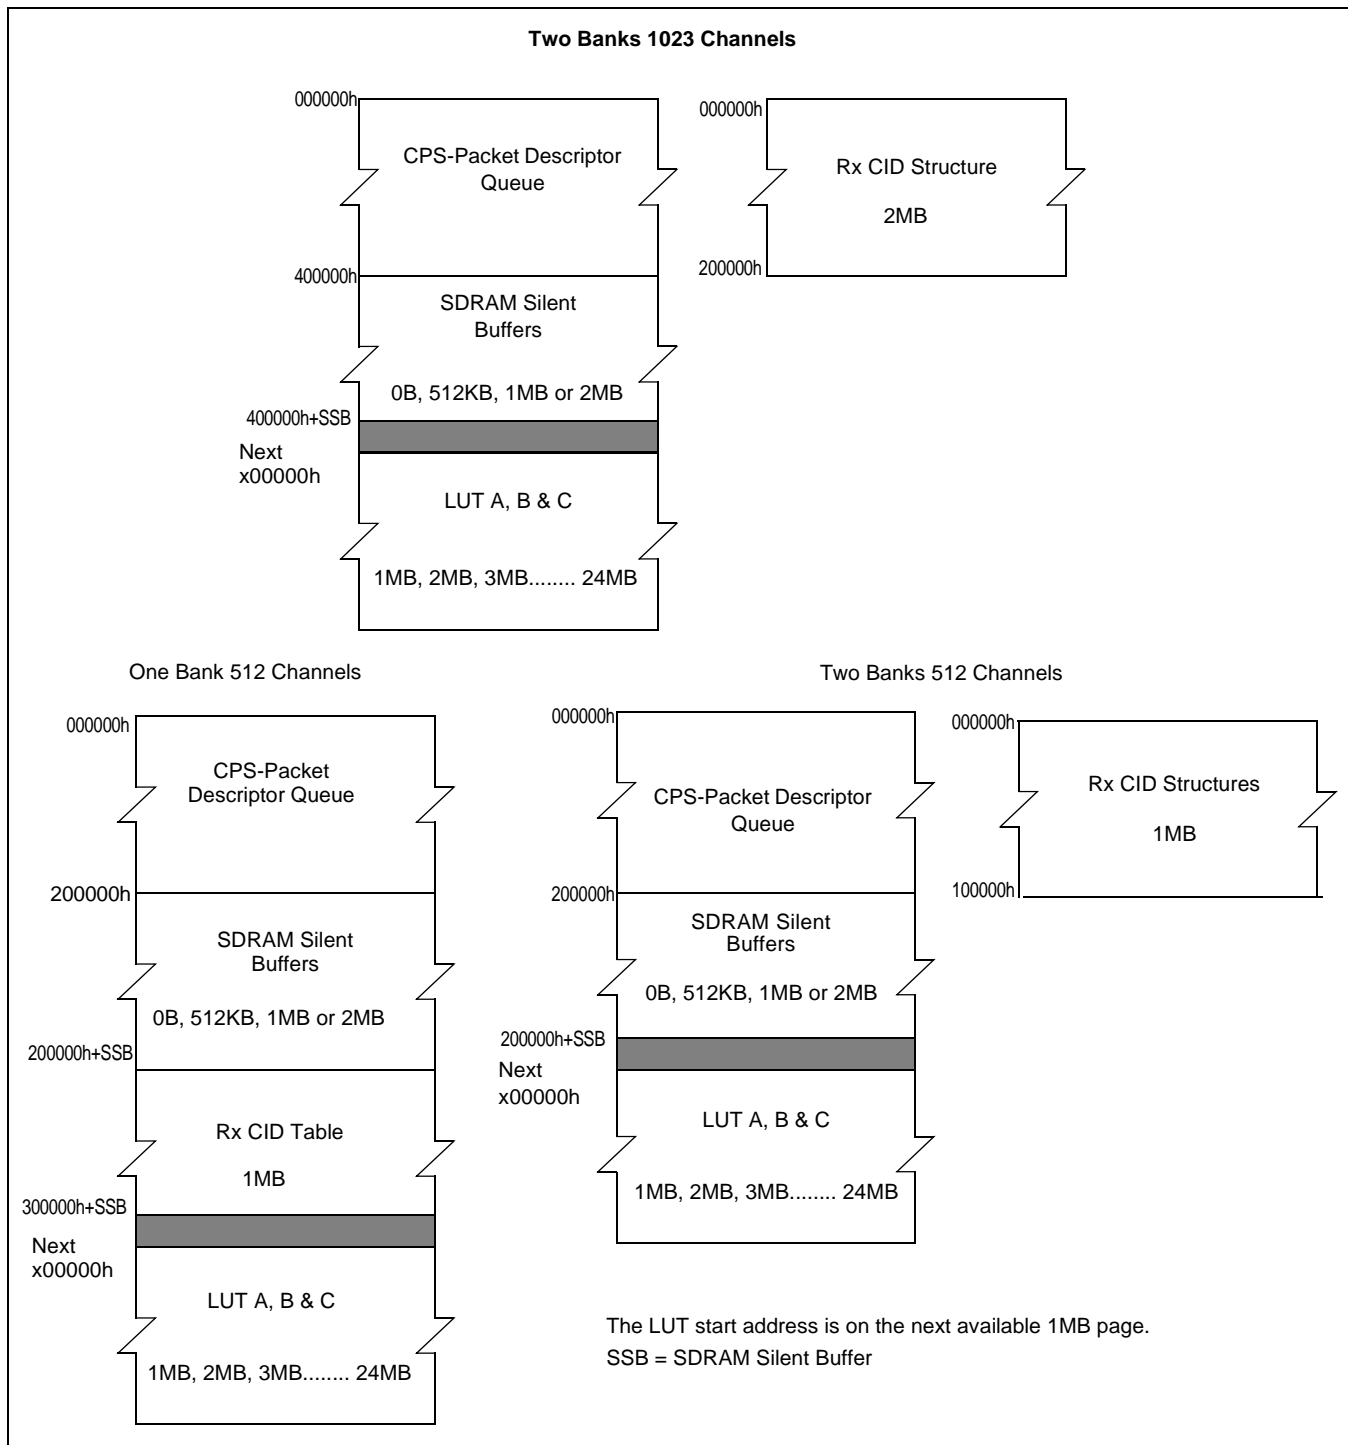 Two Banks 1023 Channels
000000h
CPS-Packet Descriptor
Queue
400000h
SDRAM Silent
Buffers
0B, 512KB, 1MB or 2MB
400000h+SSB
Next
x00000h
LUT A, B & C
1MB, 2MB, 3MB........ 24MB
000000h
Rx CID Structure
2MB
200000h
One Bank 512 Channels
000000h
CPS-Packet
Descriptor Queue
200000h
SDRAM Silent
Buffers
0B, 512KB, 1MB or 2MB
200000h+SSB
Rx CID Table
1MB
300000h+SSB
Next
x00000h
LUT A, B & C
1MB, 2MB, 3MB........ 24MB
Two Banks 512 Channels
000000h
CPS-Packet Descriptor
Queue
200000h
SDRAM Silent
Buffers
0B, 512KB, 1MB or 2MB
200000h+SSB
Next
x00000h
LUT A, B & C
1MB, 2MB, 3MB........ 24MB
000000h
Rx CID Structures
1MB
100000h
The LUT start address is on the next available 1MB page.
SSB = SDRAM Silent Buffer